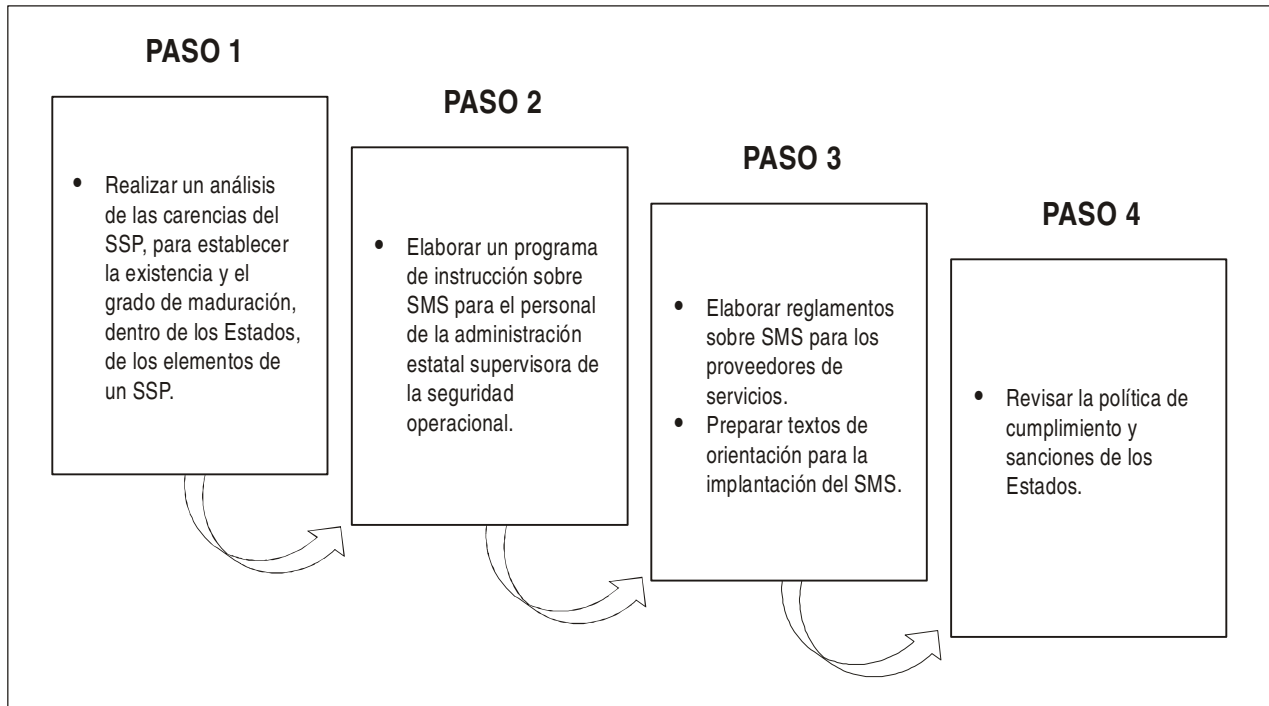 PASO 1
• Realizar un análisis
de las carencias del
SSP, para establecer
la existencia y el
grado de maduración,
dentro de los Estados,
de los elementos de
un SSP.
PASO 2
• Elaborar un programa
de instrucción sobre
SMS para el personal
de la administración
estatal supervisora de
la seguridad
operacional.
PASO 3
• Elaborar reglamentos
sobre SMS para los
proveedores de
servicios.
• Preparar textos de
orientación para la
implantación del SMS.
PASO 4
• Revisar la política de
cumplimiento y
sanciones de los
Estados.